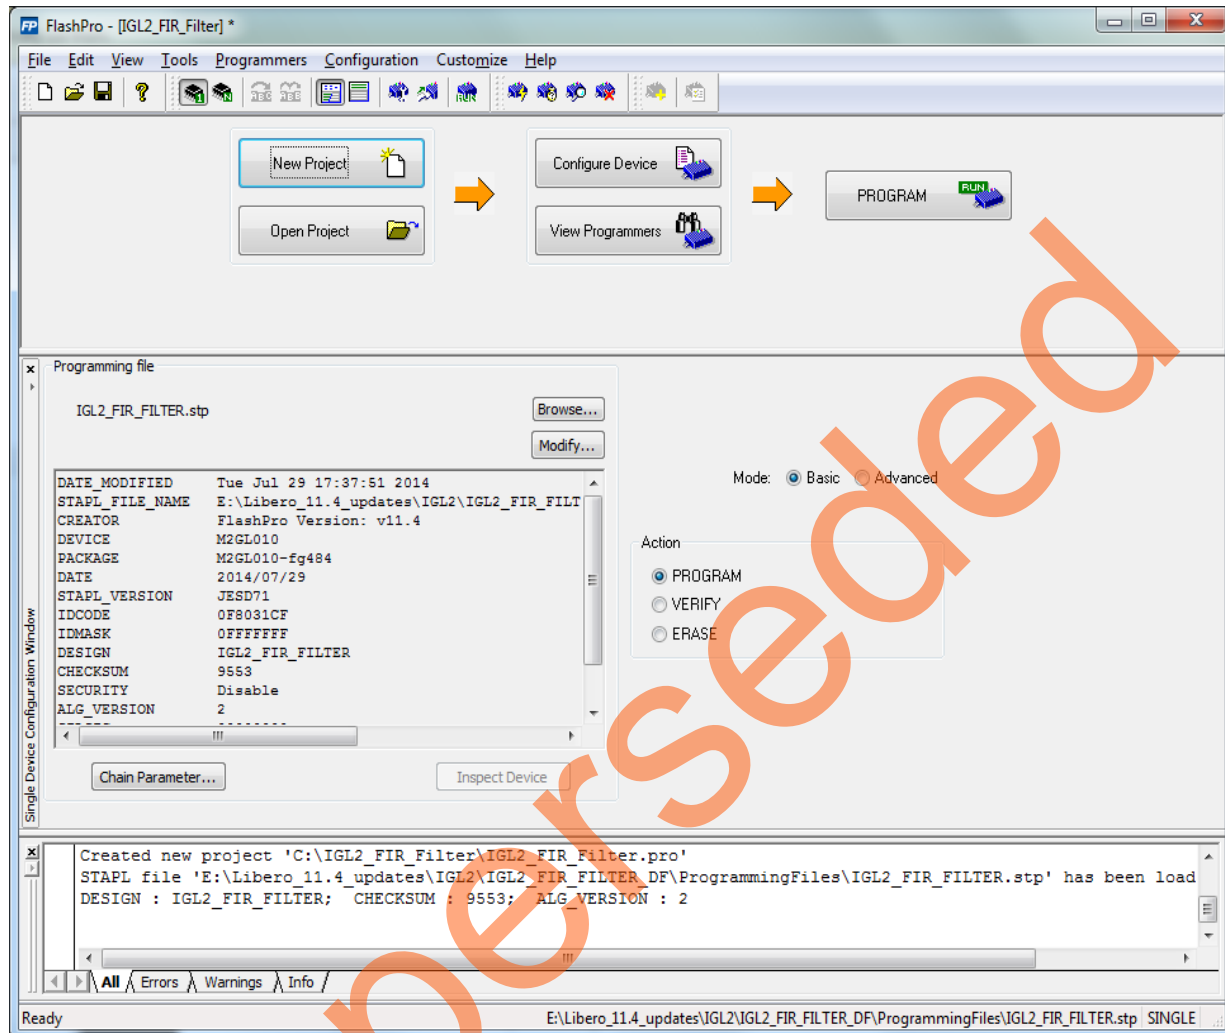 FP FlashPro - [IGL2_FIR_Filter] *
File Edit View Tools Programmers Configuration Customize Help
New Project
Open Project
Configure Device
View Programmers
PROGRAM
RUN
Programming file
IGL2_FIR_FILTER.stp
Browse...
Modify...
DATE_MODIFIED Tue Jul 29 17:37:51 2014
STAPL_FILE_NAME E:\Libero_11.4_updates\IGL2\IGL2_FIR_FILT
CREATOR FlashPro Version: v11.4
DEVICE M2GL010
PACKAGE M2GL010-fg484
DATE 2014/07/29
STAPL_VERSION JESD71
IDCODE 0F8031CF
IDMASK 0FFFFFFF
DESIGN IGL2_FIR_FILTER
CHECKSUM 9553
SECURITY Disable
ALG_VERSION 2
Chain Parameter...
Inspect Device
Mode: Basic Advanced
Action
PROGRAM
VERIFY
ERASE
Single Device Configuration Window
Created new project 'C:\IGL2_FIR_Filter\IGL2_FIR_Filter.pro'
STAPL file 'E:\Libero_11.4_updates\IGL2\IGL2_FIR_FILTER_DF\ProgrammingFiles\IGL2_FIR_FILTER.stp' has been load
DESIGN : IGL2_FIR_FILTER; CHECKSUM : 9553; ALG_VERSION : 2
All Errors Warnings Info
Ready
E:\Libero_11.4_updates\IGL2\IGL2_FIR_FILTER_DF\ProgrammingFiles\IGL2_FIR_FILTER.stp SINGLE
perseded